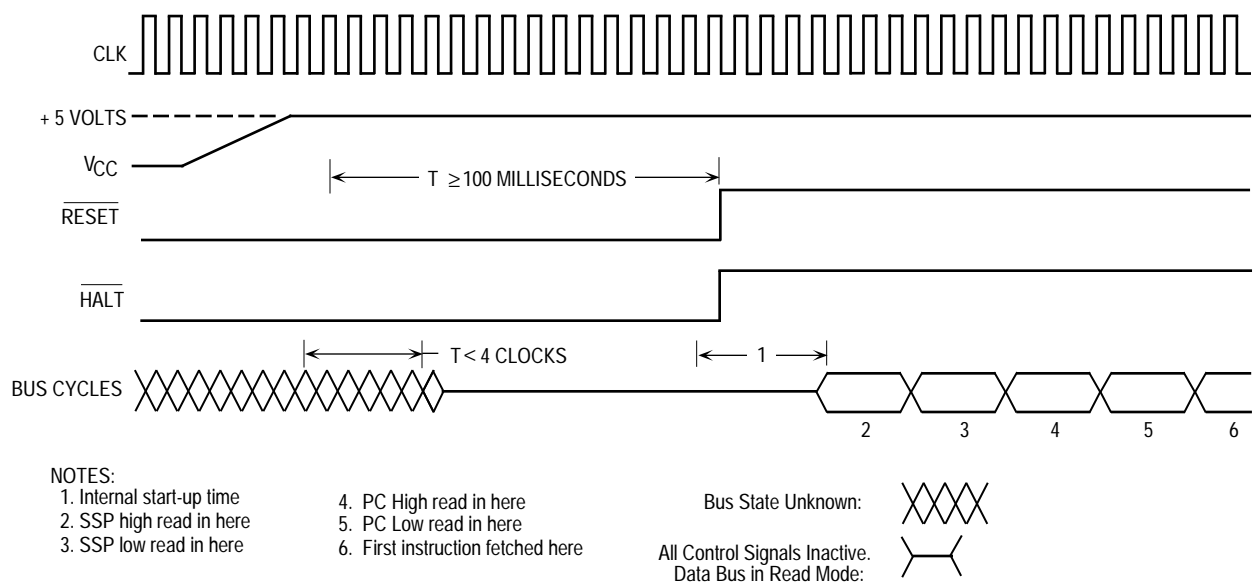 CLK
+ 5 VOLTS
VCC
T ≥100 MILLISECONDS
RESET
HALT
T < 4 CLOCKS
1
BUS CYCLES
2 3 4 5 6
NOTES:
1. Internal start-up time
2. SSP high read in here
3. SSP low read in here
4. PC High read in here
5. PC Low read in here
6. First instruction fetched here
Bus State Unknown:
All Control Signals Inactive.
Data Bus in Read Mode: